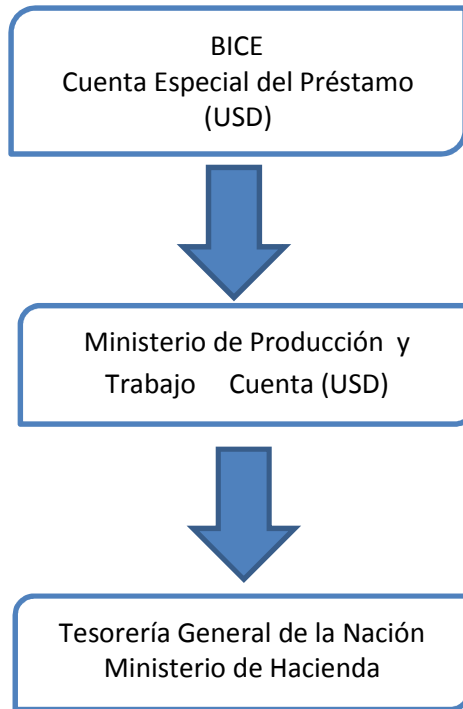 BICE
Cuenta Especial del Préstamo
(USD)
Ministerio de Producción y
Trabajo Cuenta (USD)
Tesorería General de la Nación
Ministerio de Hacienda